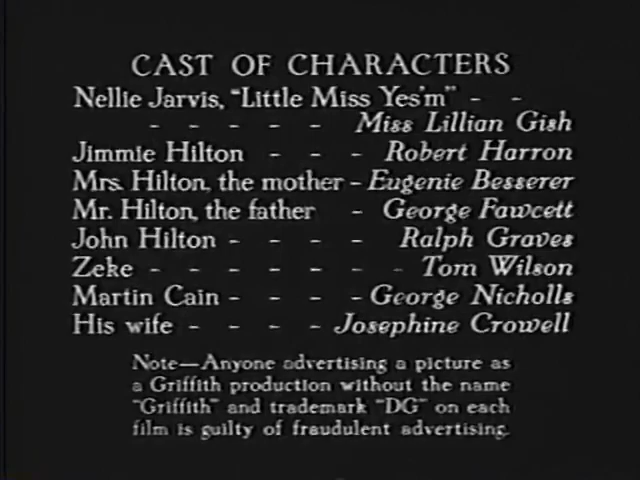 CAST OF CHARACTERS
Nellie Jarvis, "Little Miss Yes'm" - -
- - - - - Miss Lillian Gish
Jimmie Hilton - - - Robert Harron
Mrs. Hilton, the mother - Eugenie Besserer
Mr. Hilton, the father - George Fawcett
John Hilton - - - - Ralph Graves
Zeke - - - - - - - Tom Wilson
Martin Cain - - - - George Nicholls
His wife - - - - Josephine Crowell
Note—Anyone advertising a picture as
a Griffith production without the name
"Griffith" and trademark "DG" on each
film is guilty of fraudulent advertising.